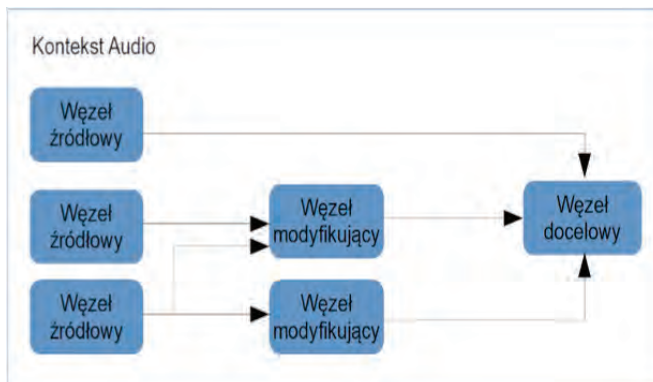 Kontekst Audio
Węzeł
źródłowy
Węzeł
źródłowy
Węzeł
modyfikujący
Węzeł
docelowy
Węzeł
źródłowy
Węzeł
modyfikujący